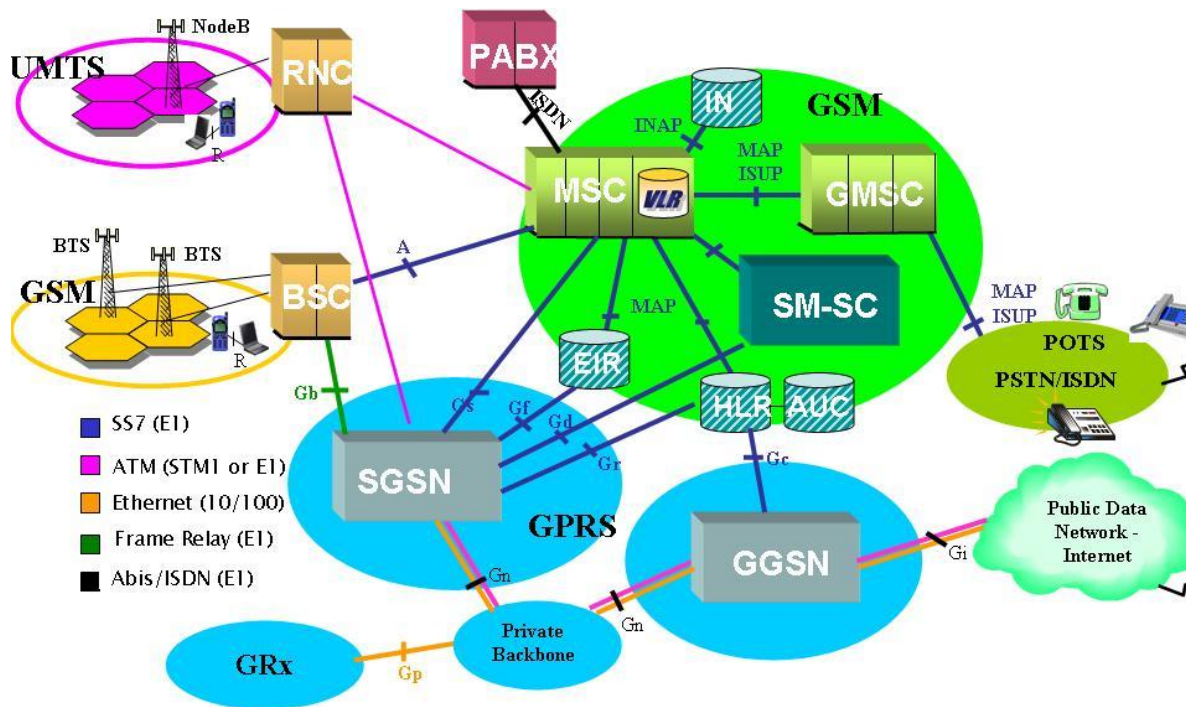 NodeB
UMTS
RNC
R
PABX
ISDN
IN
GSM
INAP
MAP
ISUP
MSC
VLR
GMSC
BTS
BTS
GSM
BSC
A
R
MAP
SM-SC
EIR
MAP
ISUP
POTS
PSTN/ISDN
HLR
AUC
Gb
Gs
Gf
Gd
Gr
Gc
SS7 (E1)
ATM (STM1 or E1)
Ethernet (10/100)
Frame Relay (E1)
Abis/ISDN (E1)
SGSN
GPRS
GGSN
Gn
Gn
Gi
Public Data
Network -
Internet
Private
Backbone
GRx
Gp